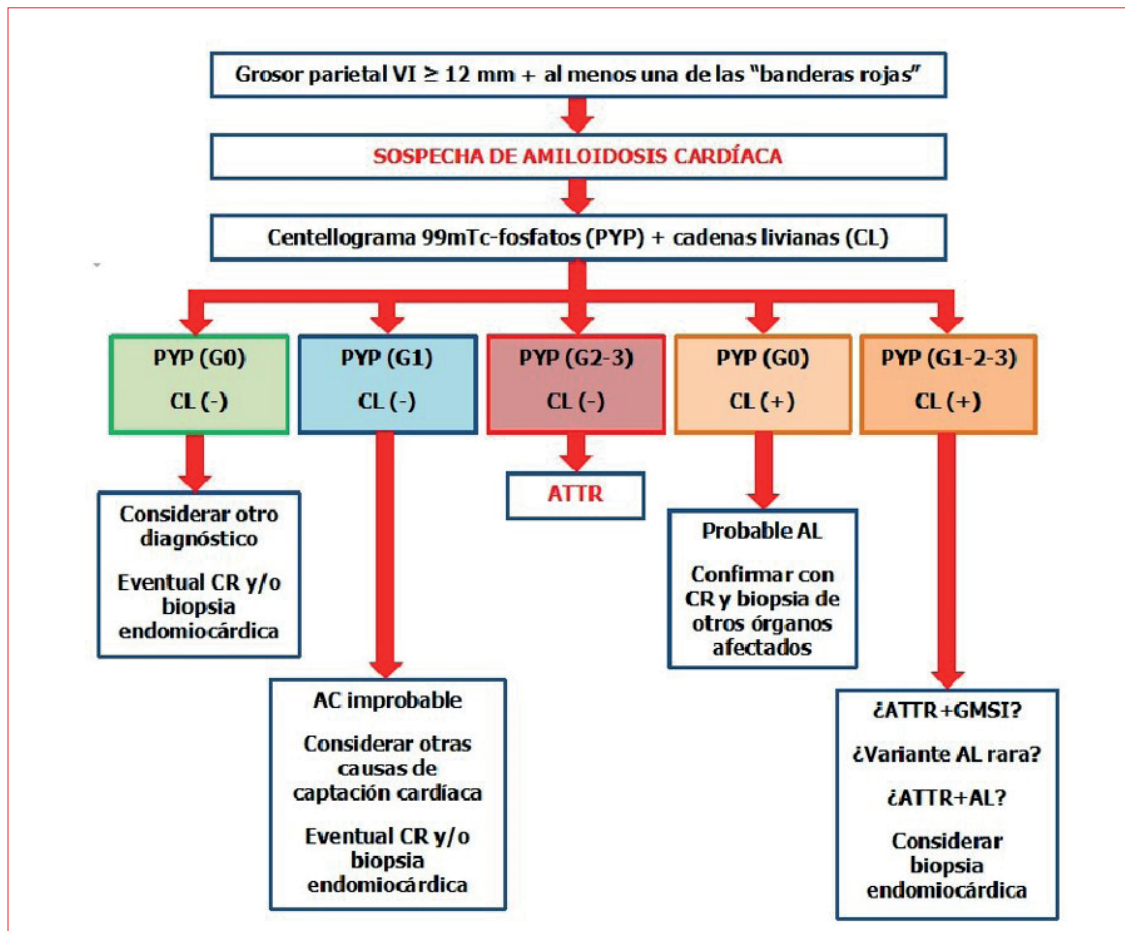 Grosor parietal VI ≥ 12 mm + al menos una de las “banderas rojas”
SOSPECHA DE AMILOIDOSIS CARDÍACA
Centellograma 99mTc-fosfatos (PYP) + cadenas livianas (CL)
PYP (G0)
CL (-)
PYP (G1)
CL (-)
PYP (G2-3)
CL (-)
PYP (G0)
CL (+)
PYP (G1-2-3)
CL (+)
Considerar otro
diagnóstico
Eventual CR y/o
biopsia
endomiocárdica
AC improbable
Considerar otras
causas de
captación cardíaca
Eventual CR y/o
biopsia
endomiocárdica
ATTR
Probable AL
Confirmar con
CR y biopsia de
otros órganos
afectados
¿ATTR+GMSI?
¿Variante AL rara?
¿ATTR+AL?
Considerar
biopsia
endomiocárdica